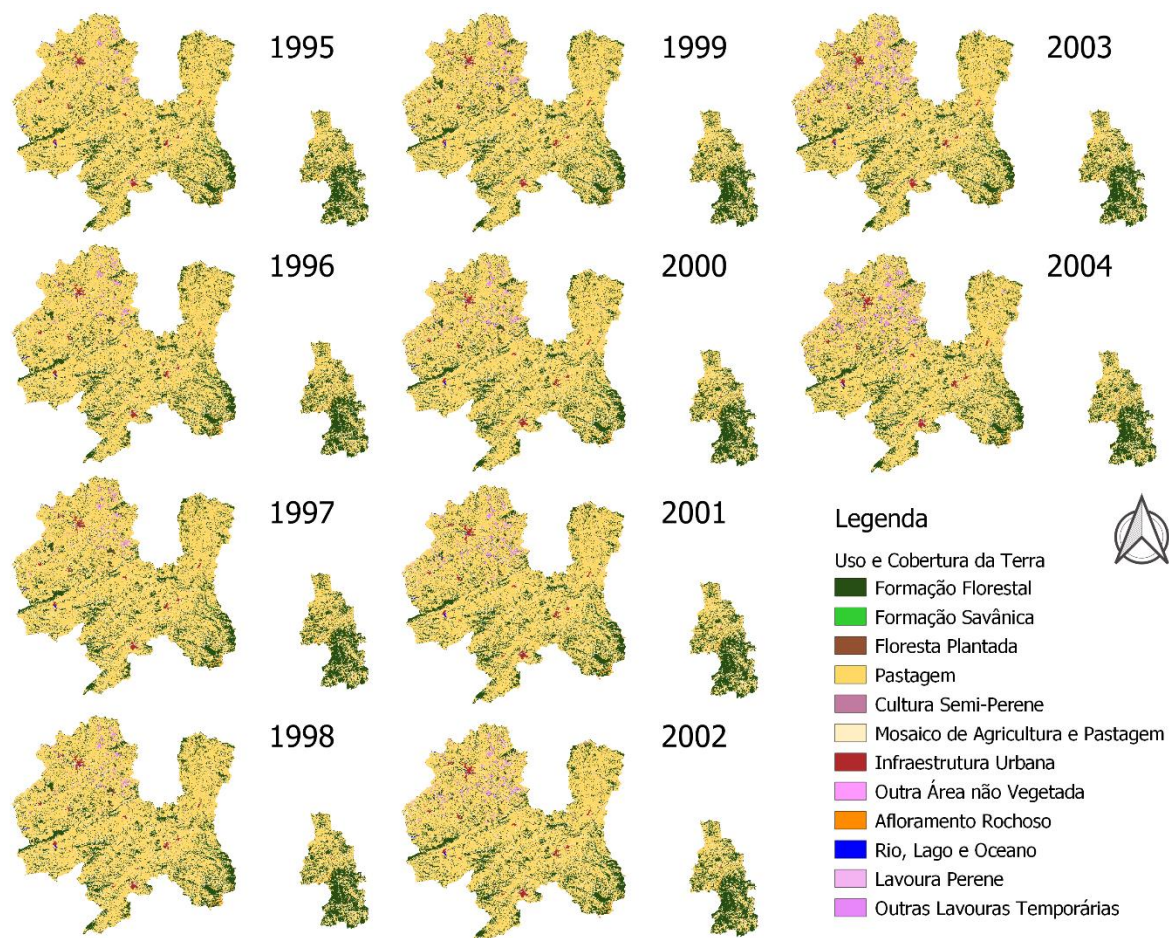 1995
1999
2003
1996
2000
2004
1997
2001
1998
2002
Legenda
Uso e Cobertura da Terra
Formação Florestal
Formação Savânica
Floresta Plantada
Pastagem
Cultura Semi-Perene
Mosaico de Agricultura e Pastagem
Infraestrutura Urbana
Outra Área não Vegetada
Afloramento Rochoso
Rio, Lago e Oceano
Lavoura Perene
Outras Lavouras Temporárias